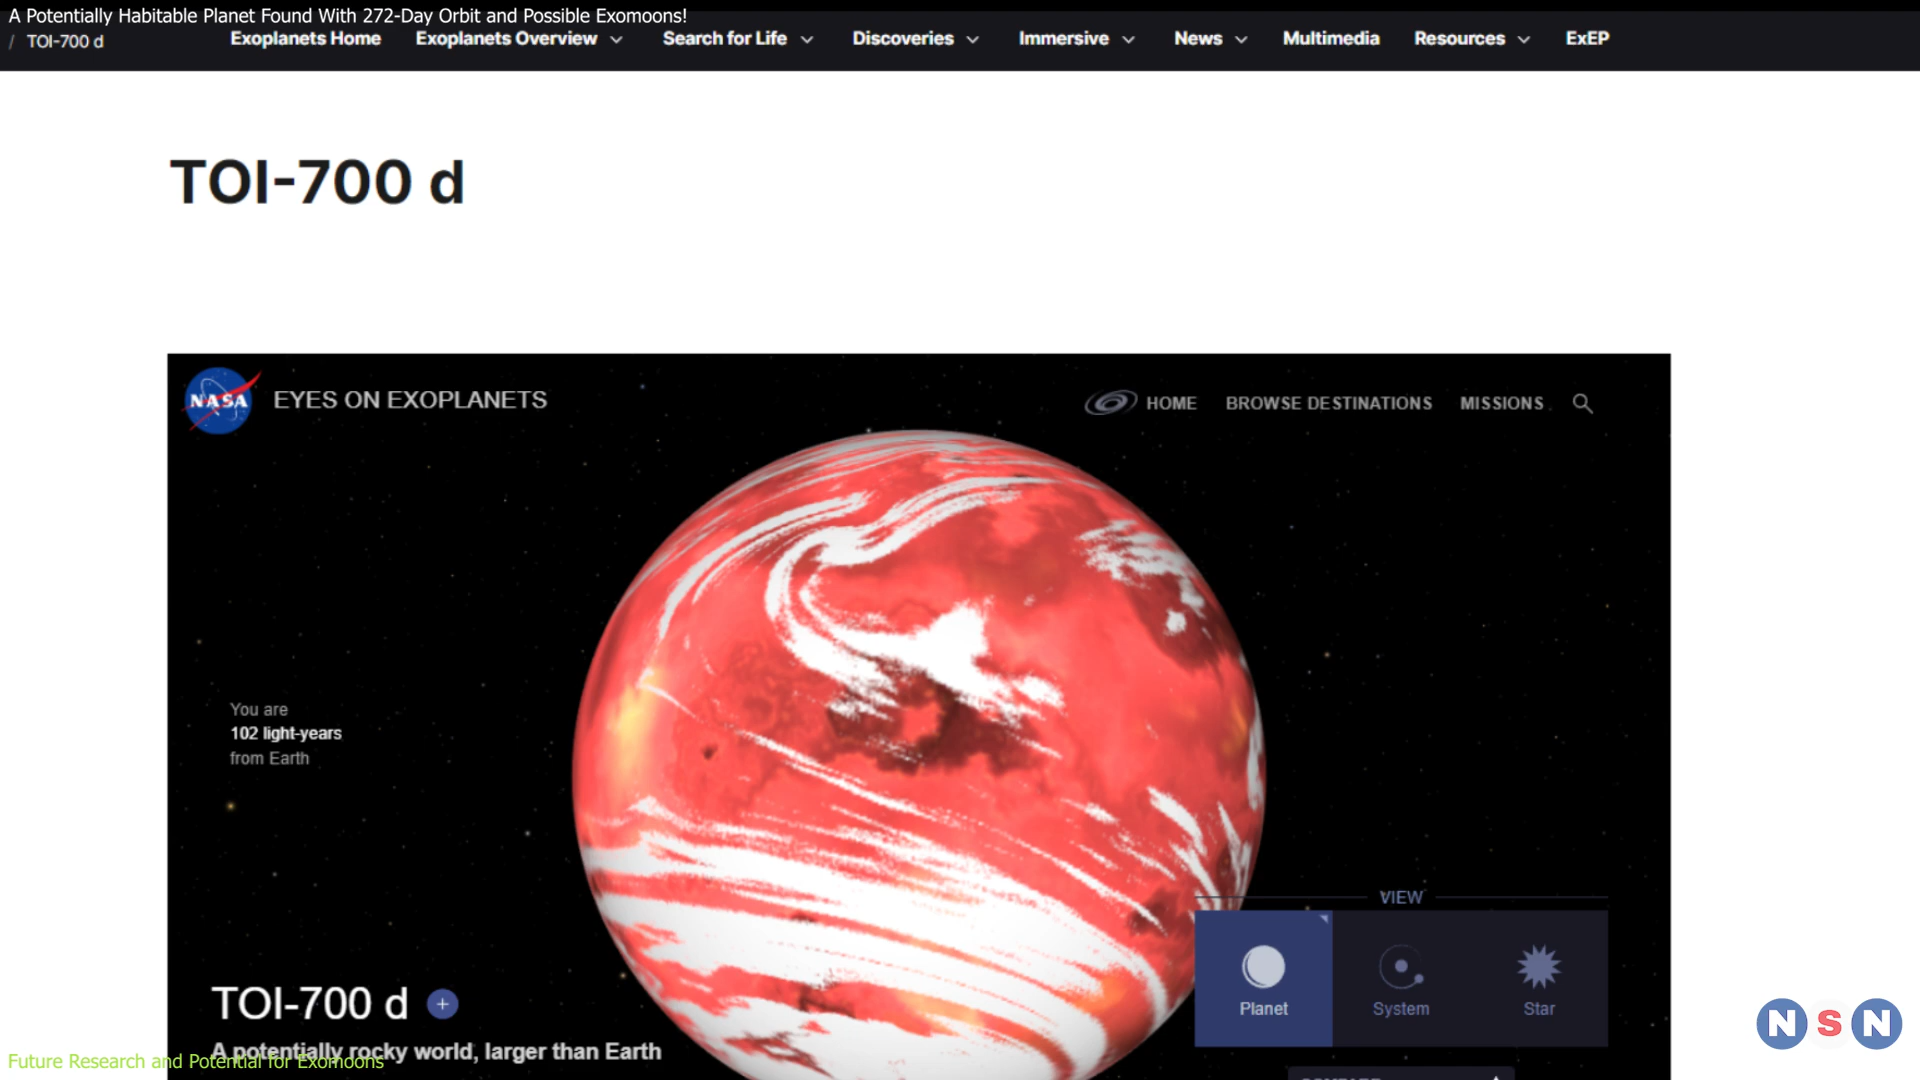 A Potentially Habitable Planet Found With 272-Day Orbit and Possible Exomoons!
/ TOI-700 d
Exoplanets Home Exoplanets Overview Search for Life Discoveries Immersive News Multimedia Resources ExEP
TOI-700 d
NASA EYES ON EXOPLANETS
HOME BROWSE DESTINATIONS MISSIONS
You are
102 light-years
from Earth
VIEW
Planet System Star
TOI-700 d +
A potentially rocky world, larger than Earth
Future Research and Potential for Exomoons
N S N